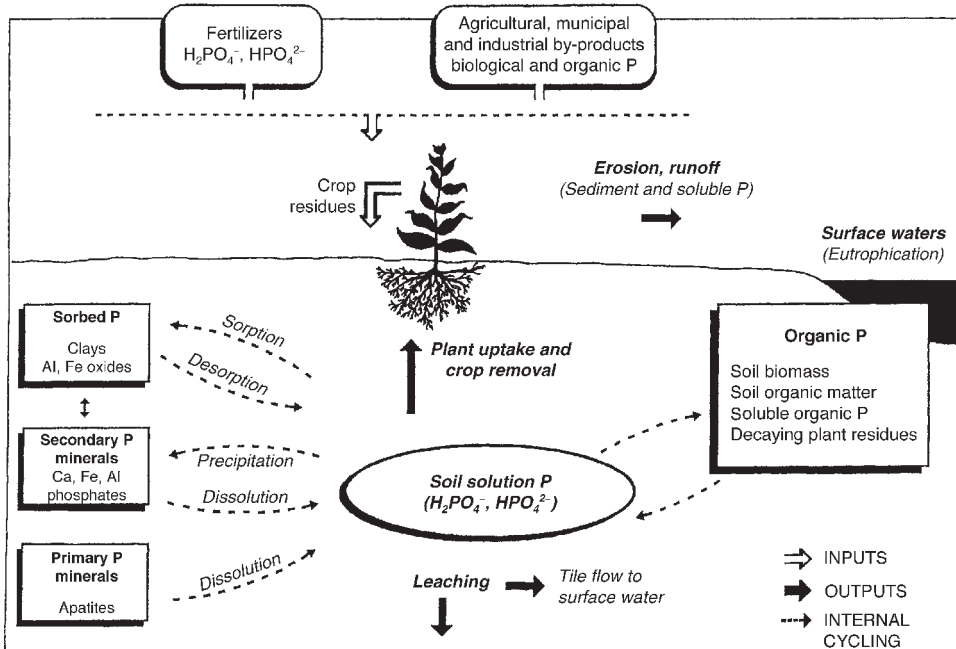 Fertilizers
H₂PO₄⁻, HPO₄²⁻
Agricultural, municipal
and industrial by-products
biological and organic P
Crop
residues
Erosion, runoff
(Sediment and soluble P)
Surface waters
(Eutrophication)
Sorbed P
Clays
Al, Fe oxides
Sorption
Desorption
Plant uptake and
crop removal
Organic P
Soil biomass
Soil organic matter
Soluble organic P
Decaying plant residues
Secondary P
minerals
Ca, Fe, Al
phosphates
Precipitation
Dissolution
Soil solution P
(H₂PO₄⁻, HPO₄²⁻)
Primary P
minerals
Apatites
Dissolution
Leaching
Tile flow to
surface water
INPUTS
OUTPUTS
INTERNAL
CYCLING